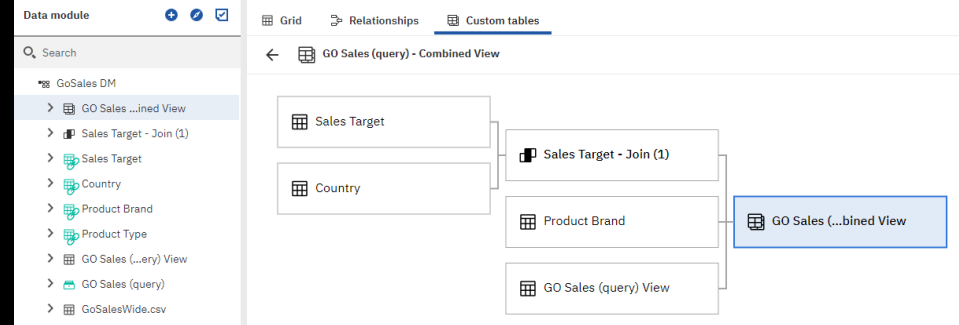 Data module
Search
GoSales DM
GO Sales ...ined View
Sales Target - Join (1)
Sales Target
Country
Product Brand
Product Type
GO Sales (...ery) View
GO Sales (query)
GoSalesWide.csv
Grid
Relationships
Custom tables
GO Sales (query) - Combined View
Sales Target
Country
Sales Target - Join (1)
Product Brand
GO Sales (query) View
GO Sales (...bined View